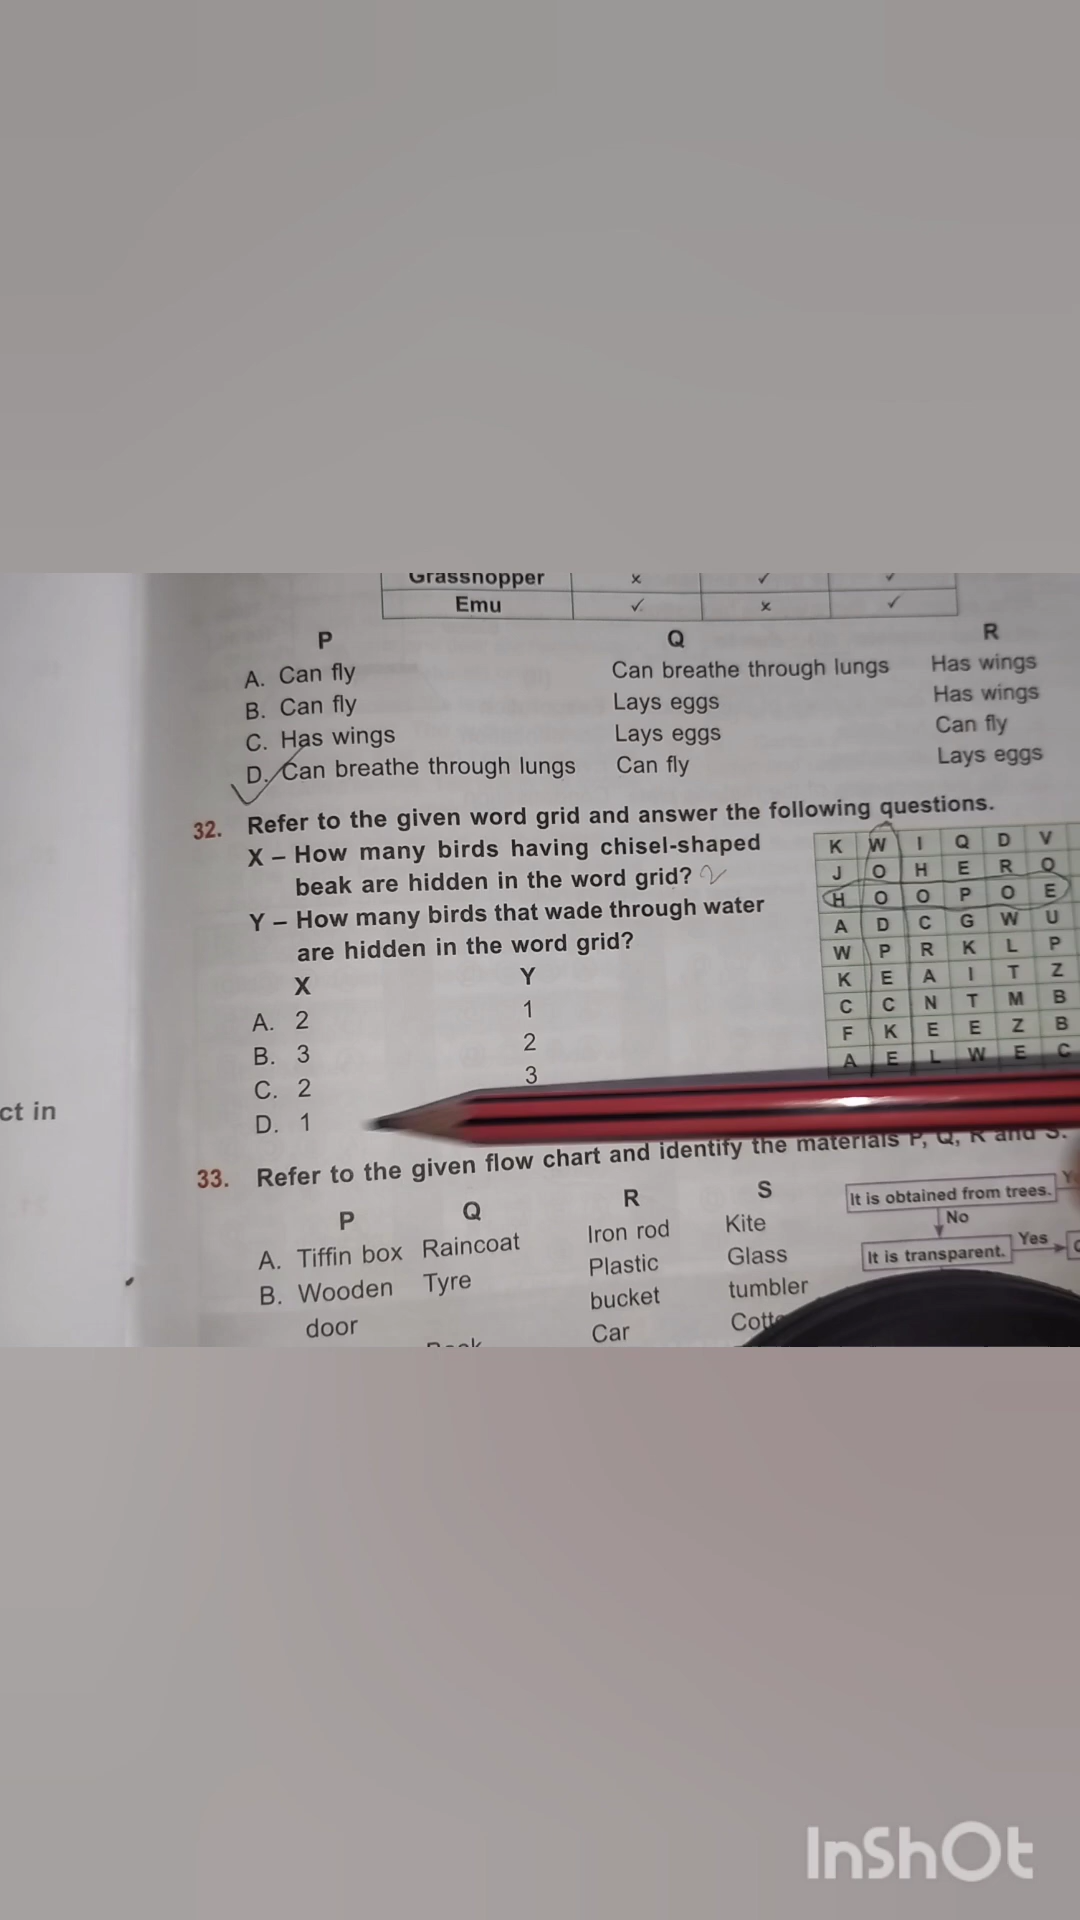 Grasshopper × ✓ ✓
Emu ✓ × ✓
P Q R
A. Can fly Can breathe through lungs Has wings
B. Can fly Lays eggs Has wings
C. Has wings Lays eggs Can fly
D. Can breathe through lungs Can fly Lays eggs
32. Refer to the given word grid and answer the following questions.
X – How many birds having chisel-shaped
beak are hidden in the word grid? 2
Y – How many birds that wade through water
are hidden in the word grid?
X Y
A. 2 1
B. 3 2
C. 2 3
D. 1
K W I Q D V
J O H E R O
H O O P O E
A D C G W U
W P R K L P
K E A I T Z
C C N T M B
F K E E Z B
A E L W E C
ct in
33. Refer to the given flow chart and identify the materials P, Q, R and S.
P Q R S
A. Tiffin box Raincoat Iron rod Kite
B. Wooden Tyre Plastic Glass
door bucket tumbler
Car
It is obtained from trees.
No
It is transparent. Yes
InShOt